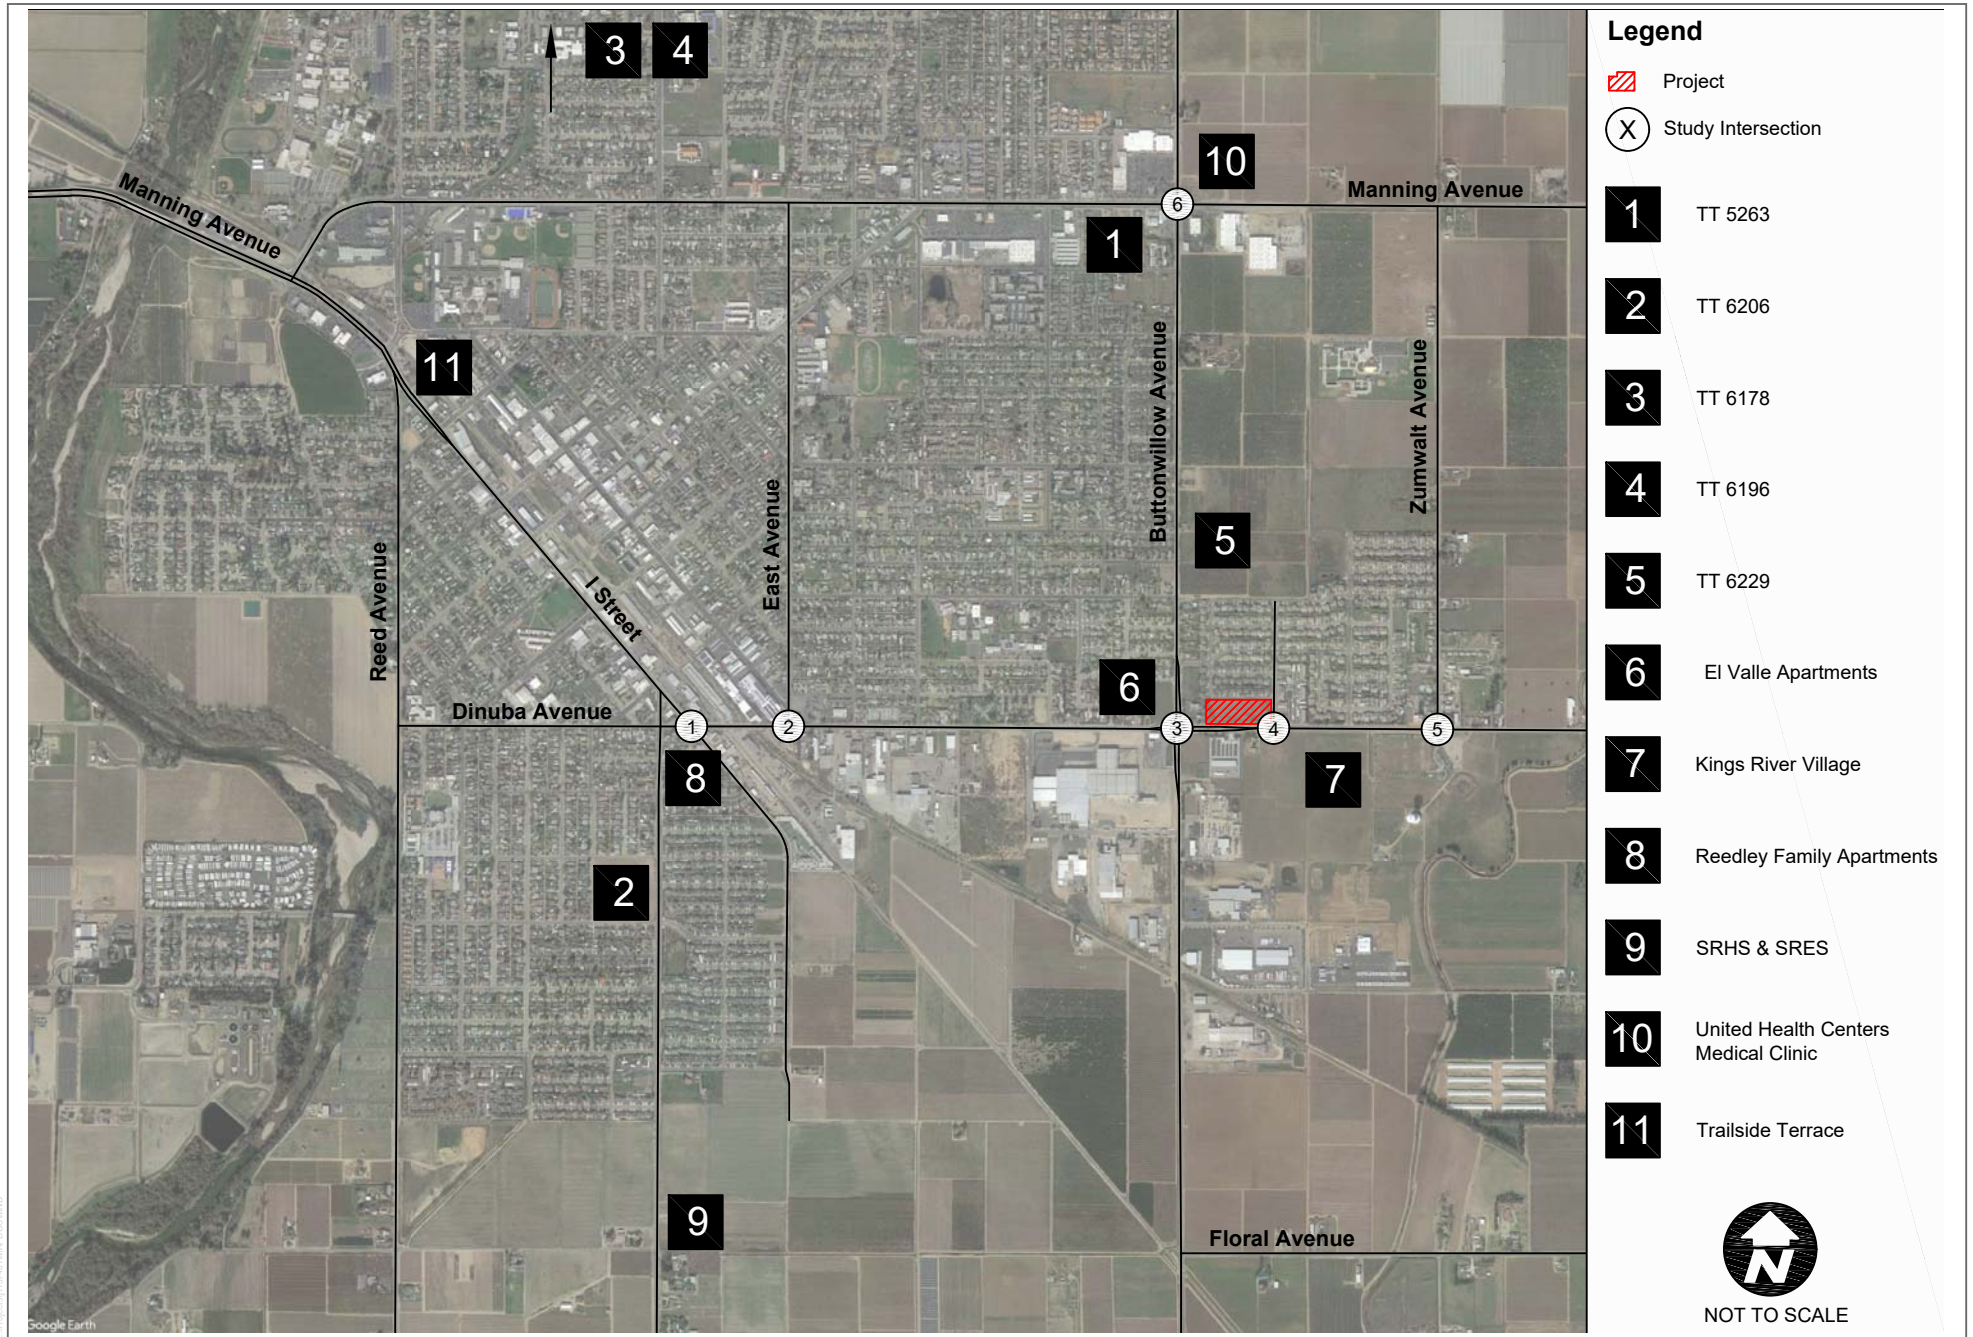 3 4
10
Manning Avenue
Manning Avenue
6
1
11
Buttonwillow Avenue
Zumwalt Avenue
East Avenue
Reed Avenue
I Street
5
6
Dinuba Avenue
1
2
3
4
5
8
7
2
9
Floral Avenue
Google Earth
Legend
Project
X Study Intersection
1 TT 5263
2 TT 6206
3 TT 6178
4 TT 6196
5 TT 6229
6 El Valle Apartments
7 Kings River Village
8 Reedley Family Apartments
9 SRHS & SRES
10 United Health Centers
Medical Clinic
11 Trailside Terrace
N
NOT TO SCALE